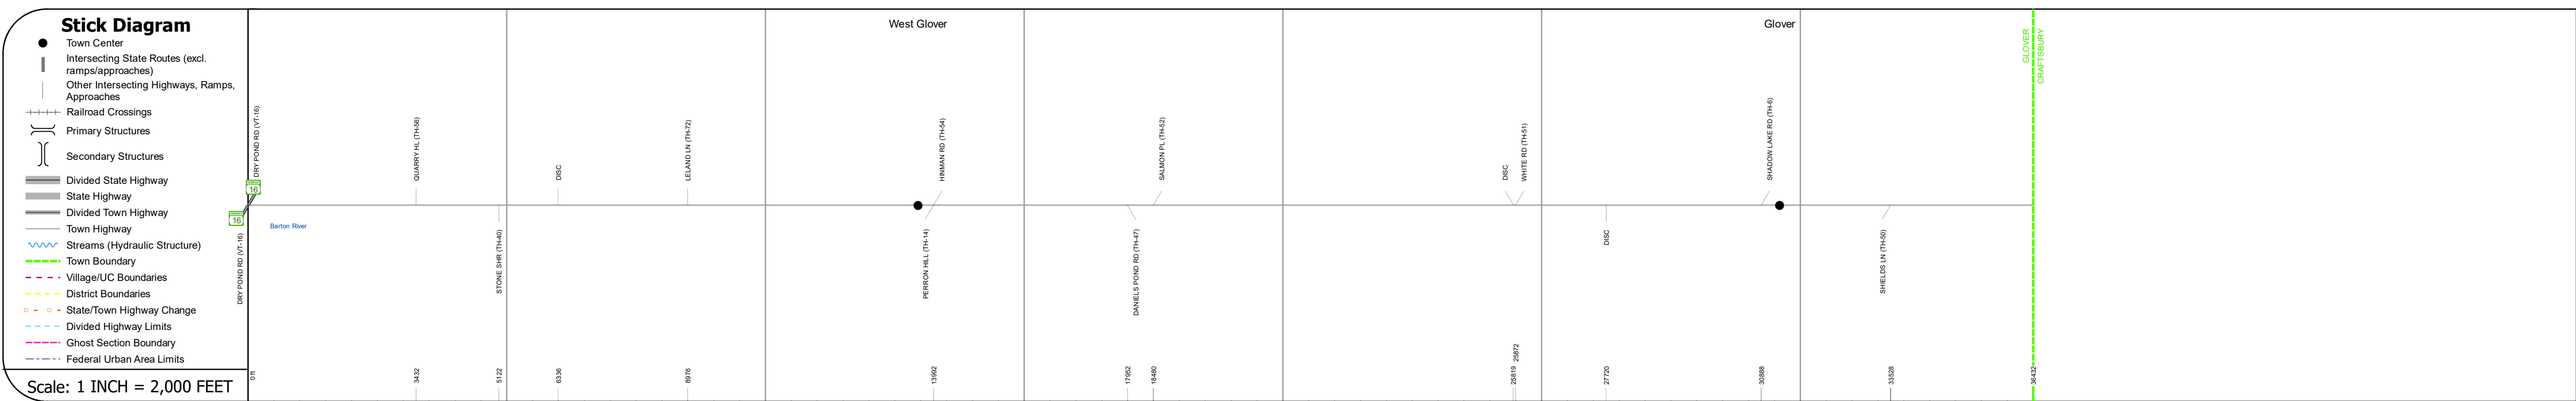 Stick Diagram
Town Center
Intersecting State Routes (excl.
ramps/approaches)
Other Intersecting Highways, Ramps,
Approaches
Railroad Crossings
Primary Structures
Secondary Structures
Divided State Highway
State Highway
Divided Town Highway
Town Highway
Streams (Hydraulic Structure)
Town Boundary
Village/UC Boundaries
District Boundaries
State/Town Highway Change
Divided Highway Limits
Ghost Section Boundary
Federal Urban Area Limits
Scale: 1 INCH = 2,000 FEET
West Glover
Glover
GLOVER
CRAFTSBURY
DRY POND RD (VT-16)
QUARRY HL (TH-56)
DISC
LELAND LN (TH-72)
HINMAN RD (TH-54)
SALMON PL (TH-52)
DISC
WHITE RD (TH-51)
SHADOW LAKE RD (TH-6)
16
16
Barton River
DRY POND RD (VT-16)
STONE SHR (TH-40)
PERRON HILL (TH-14)
DANIELS POND RD (TH-47)
DISC
SHIELDS LN (TH-50)
0 ft
3432
5122
6336
8976
13992
17952
18480
25819
25872
27720
30888
33528
36432